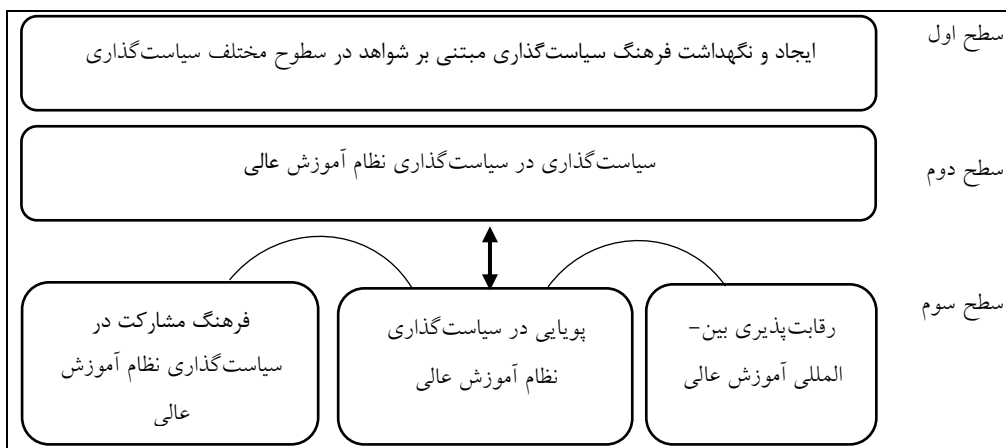 سطح اول
ایجاد و نگهداشت فرهنگ سیاست‌گذاری مبتنی بر شواهد در سطوح مختلف سیاست‌گذاری
سطح دوم
سیاست‌گذاری در سیاست‌گذاری نظام آموزش عالی
سطح سوم
رقابت‌پذیری بین-
المللی آموزش عالی
پویایی در سیاست‌گذاری
نظام آموزش عالی
فرهنگ مشارکت در
سیاست‌گذاری نظام آموزش
عالی